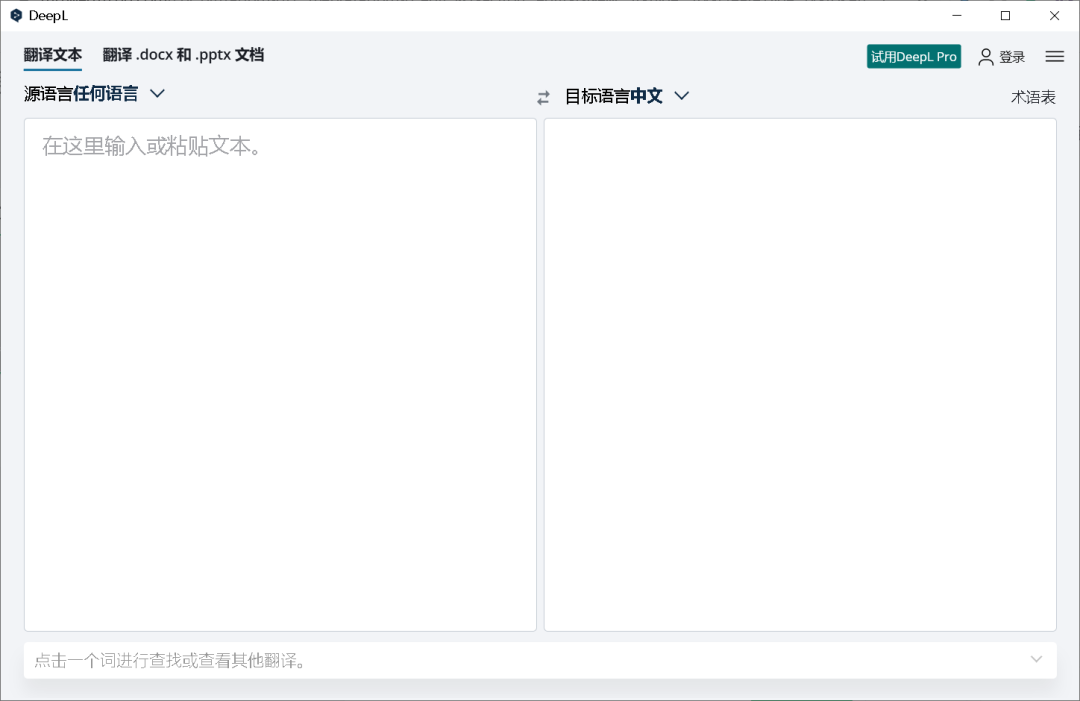 DeepL
翻译文本 翻译 .docx 和 .pptx 文档 试用DeepL Pro 登录
源语言任何语言 目标语言中文 术语表
在这里输入或粘贴文本。
点击一个词进行查找或查看其他翻译。